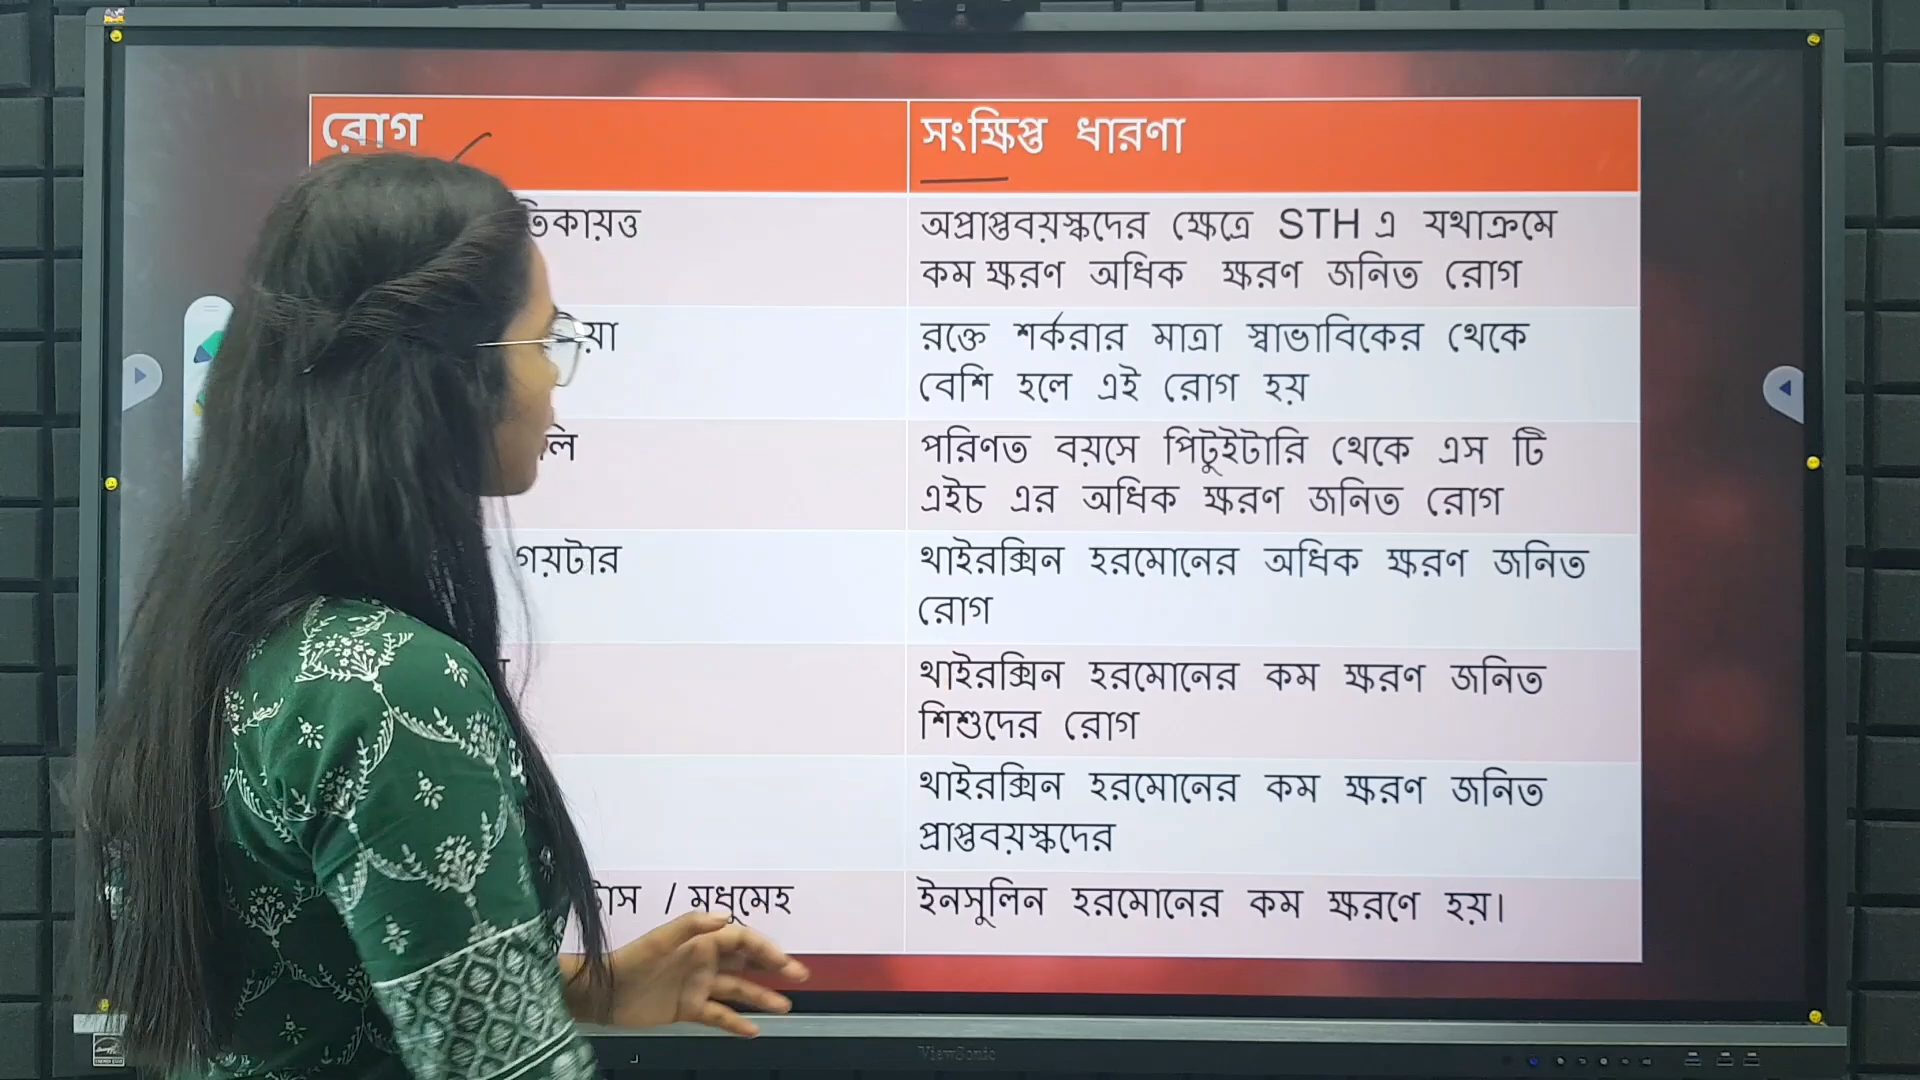 রোগ
সংক্ষিপ্ত ধারণা
অপ্রাপ্তবয়স্কদের ক্ষেত্রে STH এ যথাক্রমে
কম ক্ষরণ অধিক ক্ষরণ জনিত রোগ
রক্তে শর্করার মাত্রা স্বাভাবিকের থেকে
বেশি হলে এই রোগ হয়
পরিণত বয়সে পিটুইটারি থেকে এস টি
এইচ এর অধিক ক্ষরণ জনিত রোগ
গয়টার
থাইরক্সিন হরমোনের অধিক ক্ষরণ জনিত
রোগ
থাইরক্সিন হরমোনের কম ক্ষরণ জনিত
শিশুদের রোগ
থাইরক্সিন হরমোনের কম ক্ষরণ জনিত
প্রাপ্তবয়স্কদের
/ মধুমেহ
ইনসুলিন হরমোনের কম ক্ষরণে হয়।
ViewSonic